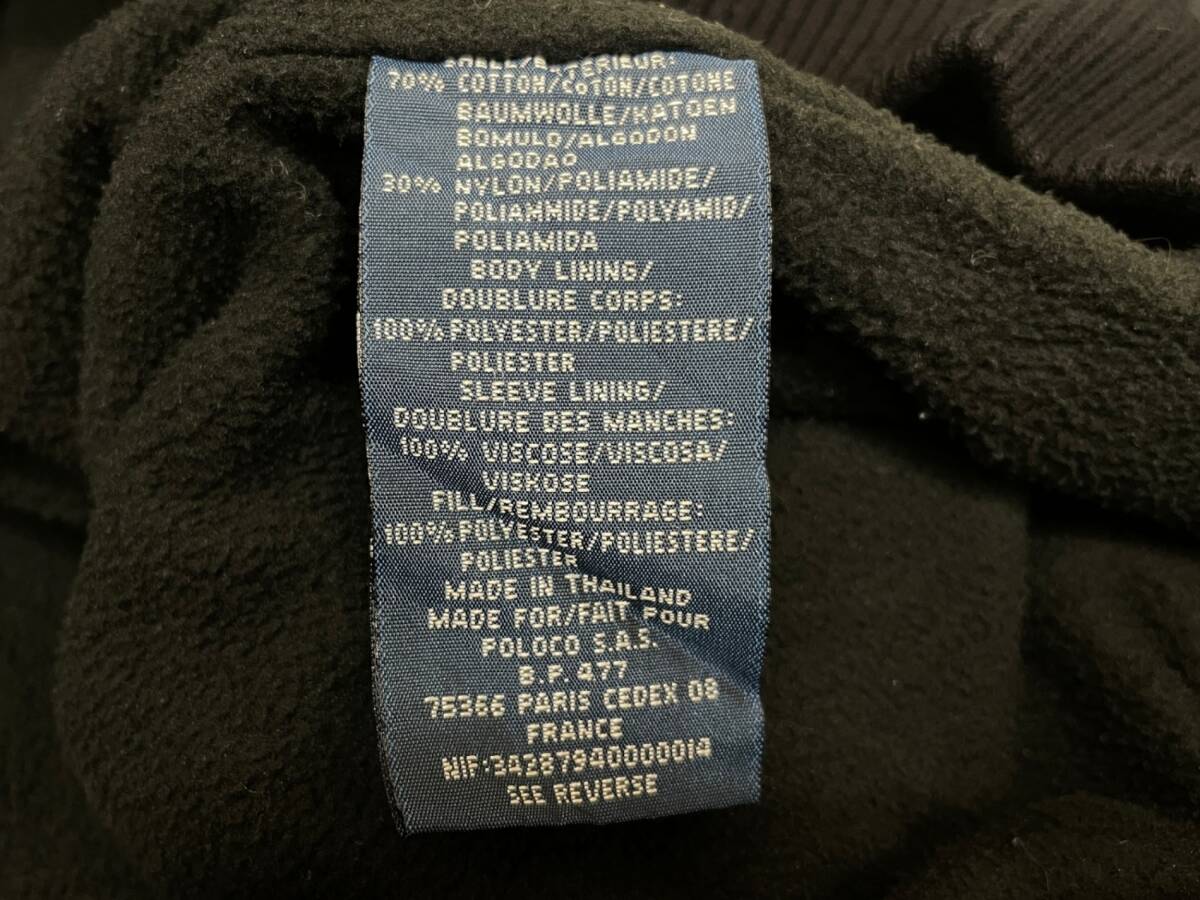 EXTERIEUR:
70% COTTON/COTON/COTONE
BAUMWOLLE/KATOEN
BOMULD/ALGODON
ALGODAO
30% NYLON/POLIAMIDE/
POLIAMMIDE/POLYAMID/
POLIAMIDA
BODY LINING/
DOUBLURE CORPS:
100% POLYESTER/POLIESTERE/
POLIESTER
SLEEVE LINING/
DOUBLURE DES MANCHES:
100% VISCOSE/VISCOSA/
VISKOSE
FILL/REMBOURRAGE:
100% POLYESTER/POLIESTERE/
POLIESTER
MADE IN THAILAND
MADE FOR/FAIT POUR
POLOCO S.A.S.
B.P. 477
75366 PARIS CEDEX 08
FRANCE
NIF:34287940000014
SEE REVERSE